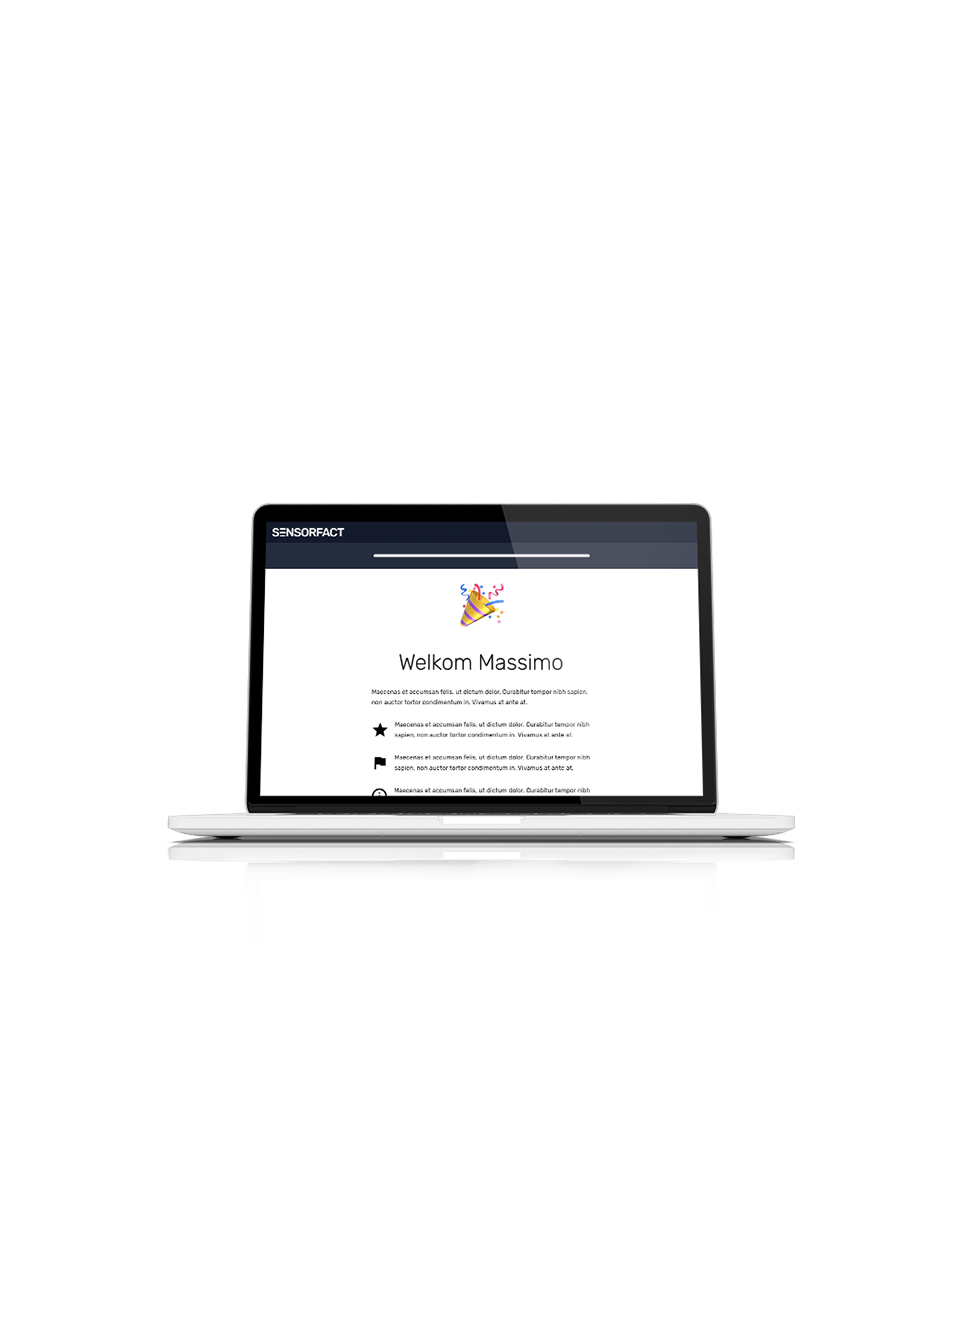 SENSORFACT
Welkom Massimo
Maecenas et accumsan felis, ut dictum dolor. Curabitur tempor nibh sapien,
non auctor tortor condimentum in. Vivamus at ante at.
Maecenas et accumsan felis, ut dictum dolor. Curabitur tempor nibh
sapien, non auctor tortor condimentum in. Vivamus at ante at.
Maecenas et accumsan felis, ut dictum dolor. Curabitur tempor nibh
sapien, non auctor tortor condimentum in. Vivamus at ante at.
Maecenas et accumsan felis, ut dictum dolor. Curabitur tempor nibh